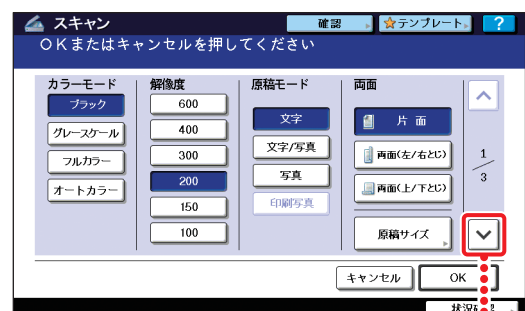 スキャン
確認
テンプレート
?
OKまたはキャンセルを押してください
カラーモード
ブラック
グレースケール
フルカラー
オートカラー
解像度
600
400
300
200
150
100
原稿モード
文字
文字/写真
写真
印刷写真
両面
片 面
両面(左/右とじ)
両面(上/下とじ)
原稿サイズ
1
3
キャンセル
OK